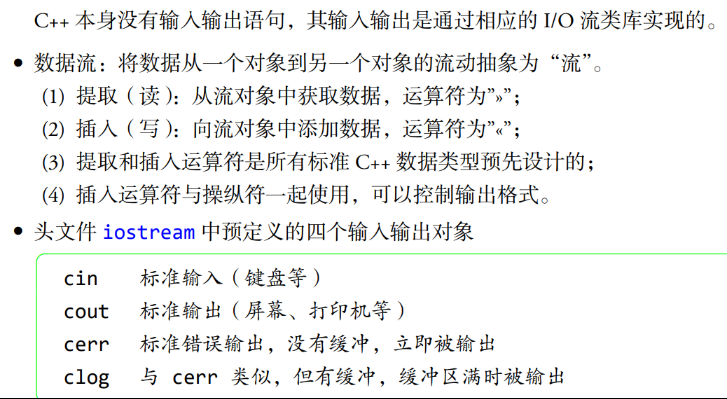 C++ 本身没有输入输出语句，其输入输出是通过相应的 I/O 流类库实现的。
● 数据流：将数据从一个对象到另一个对象的流动抽象为“流”。
(1) 提取（读）：从流对象中获取数据，运算符为”»”；
(2) 插入（写）：向流对象中添加数据，运算符为”«”；
(3) 提取和插入运算符是所有标准 C++ 数据类型预先设计的；
(4) 插入运算符与操纵符一起使用，可以控制输出格式。
● 头文件 iostream 中预定义的四个输入输出对象
cin 标准输入（键盘等）
cout 标准输出（屏幕、打印机等）
cerr 标准错误输出，没有缓冲，立即被输出
clog 与 cerr 类似，但有缓冲，缓冲区满时被输出